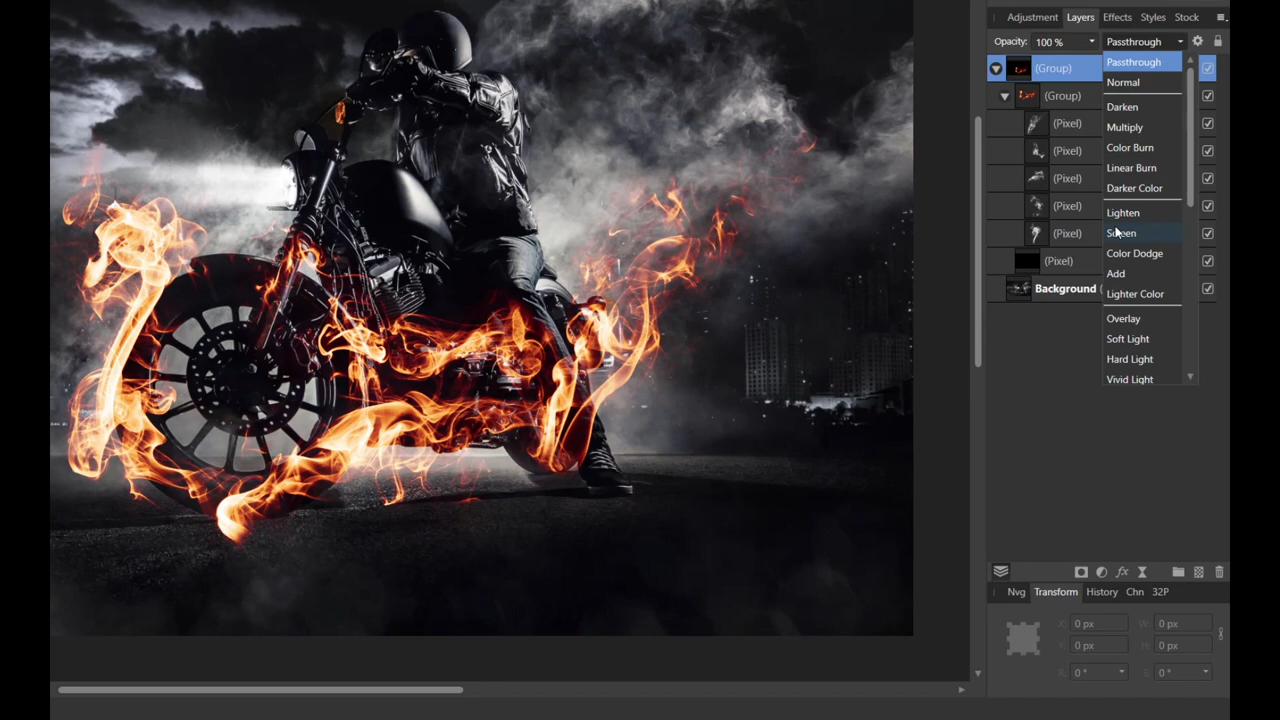 Adjustment Layers Effects Styles Stock
Opacity: 100 % Passthrough
(Group) Passthrough
Normal
(Group) Darken
(Pixel) Multiply
(Pixel) Color Burn
Linear Burn
(Pixel) Darker Color
(Pixel) Lighten
(Pixel) Screen
(Pixel) Color Dodge
Add
Background ( Lighter Color
Overlay
Soft Light
Hard Light
Vivid Light
fx
Nvg Transform History Chn 32P
X: 0 px W: 0 px
Y: 0 px H: 0 px
R: 0 ° S: 0 °